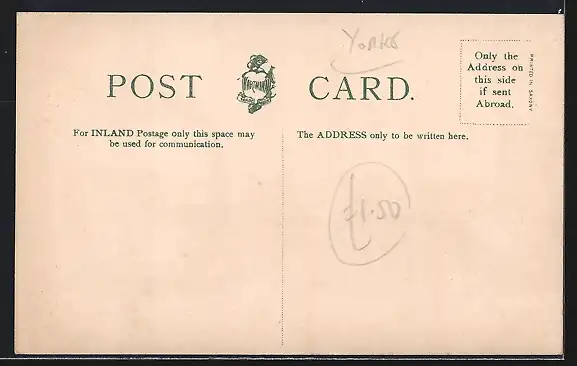 Yorks
POST CARD.
Only the
Address on
this side
if sent
Abroad.
PRINTED IN SAXONY
For INLAND Postage only this space may
be used for communication.
The ADDRESS only to be written here.
£1.50